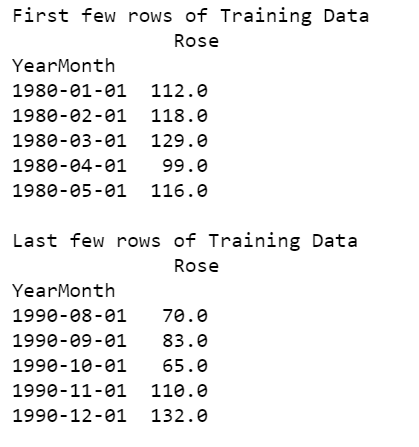 First few rows of Training Data
Rose
YearMonth
1980-01-01 112.0
1980-02-01 118.0
1980-03-01 129.0
1980-04-01 99.0
1980-05-01 116.0
Last few rows of Training Data
Rose
YearMonth
1990-08-01 70.0
1990-09-01 83.0
1990-10-01 65.0
1990-11-01 110.0
1990-12-01 132.0